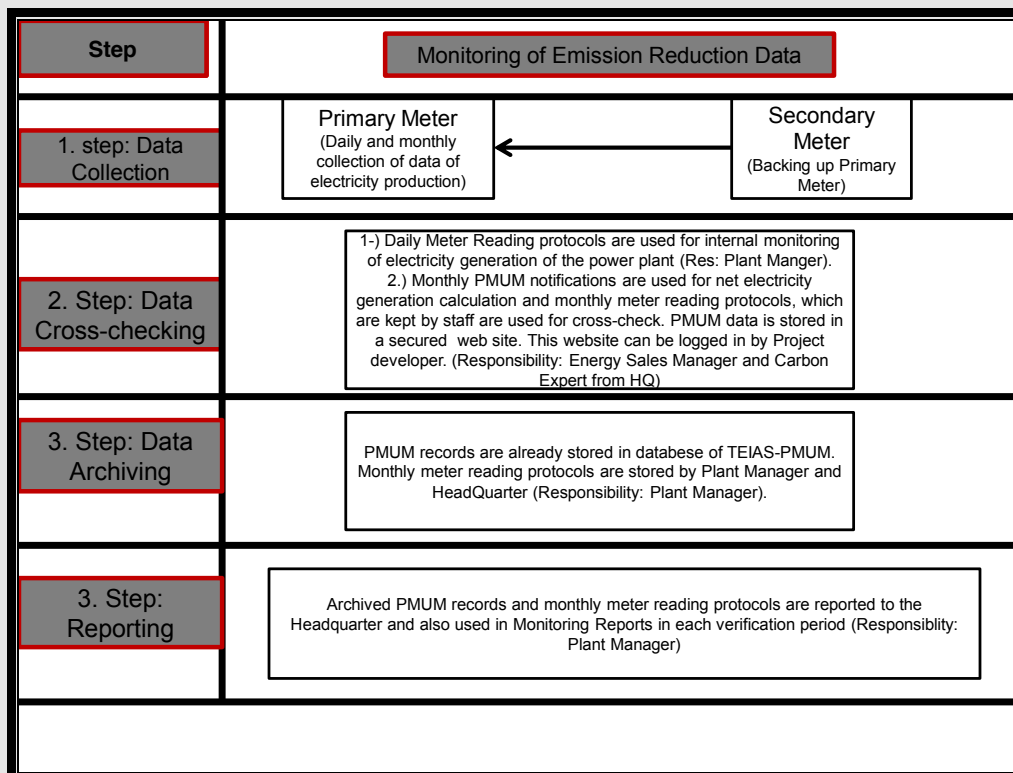 Step
Monitoring of Emission Reduction Data
1. step: Data
Collection
Primary Meter
(Daily and monthly
collection of data of
electricity production)
Secondary
Meter
(Backing up Primary
Meter)
2. Step: Data
Cross-checking
1-) Daily Meter Reading protocols are used for internal monitoring
of electricity generation of the power plant (Res: Plant Manger).
2.) Monthly PMUM notifications are used for net electricity
generation calculation and monthly meter reading protocols, which
are kept by staff are used for cross-check. PMUM data is stored in
a secured web site. This website can be logged in by Project
developer. (Responsibility: Energy Sales Manager and Carbon
Expert from HQ)
3. Step: Data
Archiving
PMUM records are already stored in databese of TEIAS-PMUM.
Monthly meter reading protocols are stored by Plant Manager and
HeadQuarter (Responsibility: Plant Manager).
3. Step:
Reporting
Archived PMUM records and monthly meter reading protocols are reported to the
Headquarter and also used in Monitoring Reports in each verification period (Responsiblity:
Plant Manager)